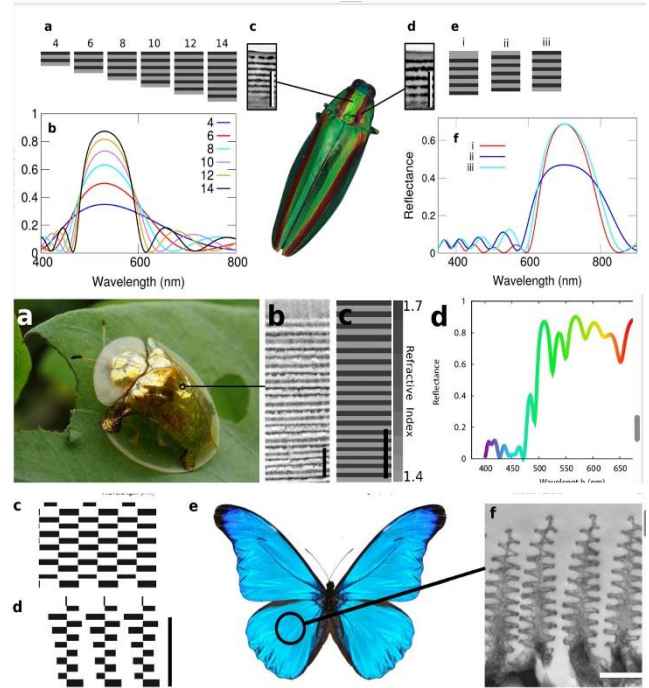 a
4 6 8 10 12 14
c
d
e
i ii iii
b
1
0.8
0.6
0.4
0.2
0
4
6
8
10
12
14
400 500 600 700 800
Wavelength (nm)
f
i
ii
iii
Reflectance
0.6
0.4
0.2
0
400 600 800
Wavelength (nm)
a
b
c
1.7
Refractive Index
1.4
d
Reflectance
1
0.8
0.6
0.4
0.2
0
400 450 500 550 600 650
c
e
f
d